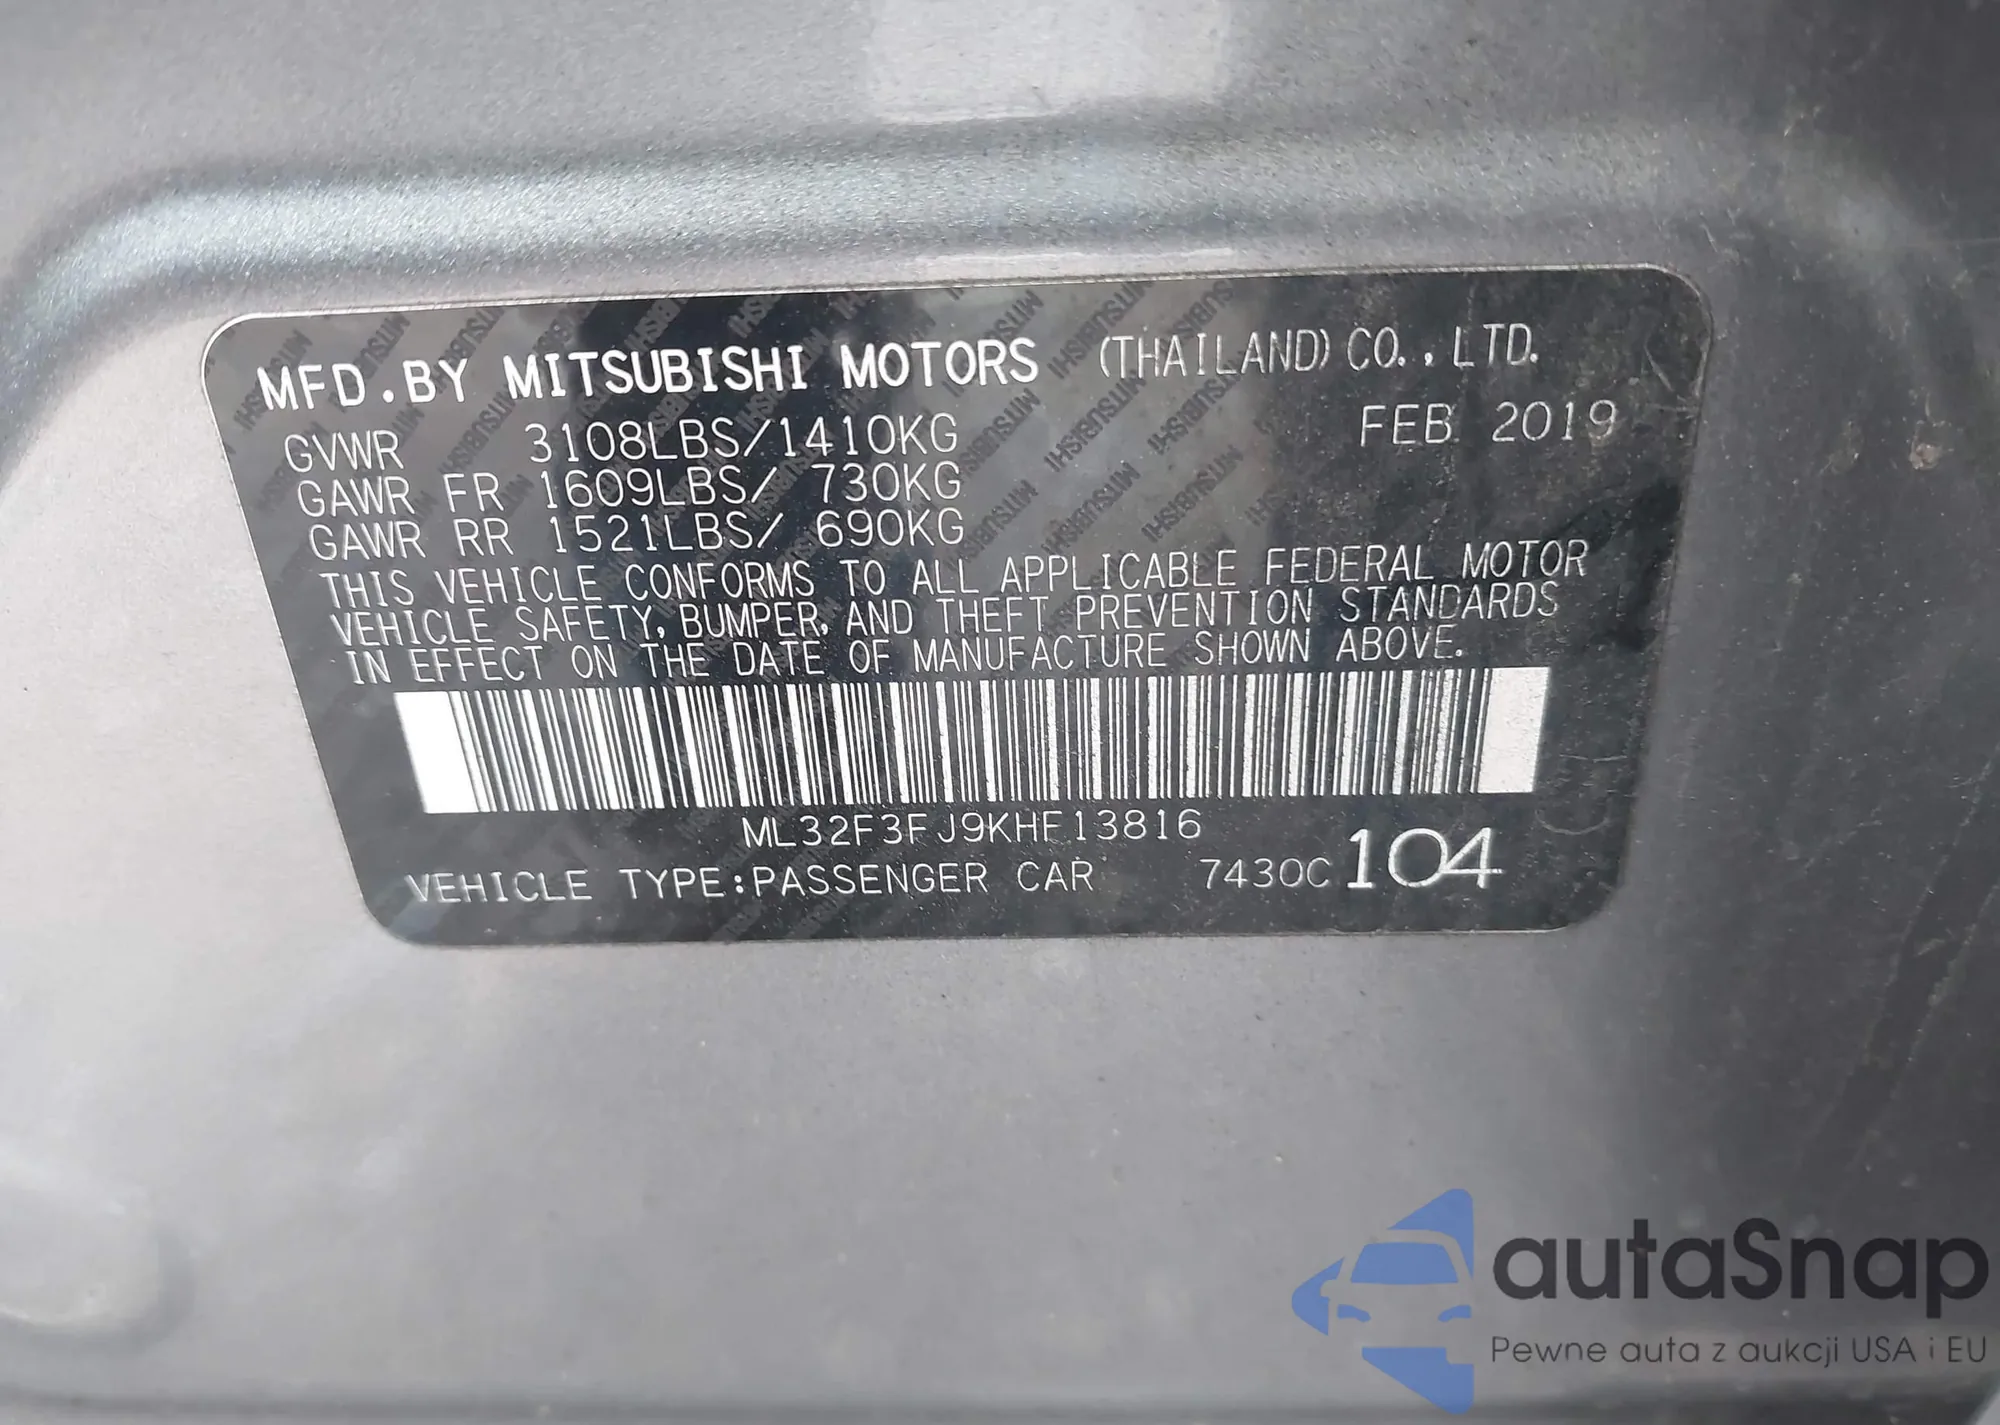 MFD.BY MITSUBISHI MOTORS (THAILAND) CO., LTD.
FEB. 2019
GVWR 3108LBS/1410KG
GAWR FR 1609LBS/ 730KG
GAWR RR 1521LBS/ 690KG
THIS VEHICLE CONFORMS TO ALL APPLICABLE FEDERAL MOTOR
VEHICLE SAFETY, BUMPER, AND THEFT PREVENTION STANDARDS
IN EFFECT ON THE DATE OF MANUFACTURE SHOWN ABOVE.
ML32F3FJ9KHF13816
VEHICLE TYPE:PASSENGER CAR 7430C 104
autaSnap
Pewne auta z aukcji USA i EU